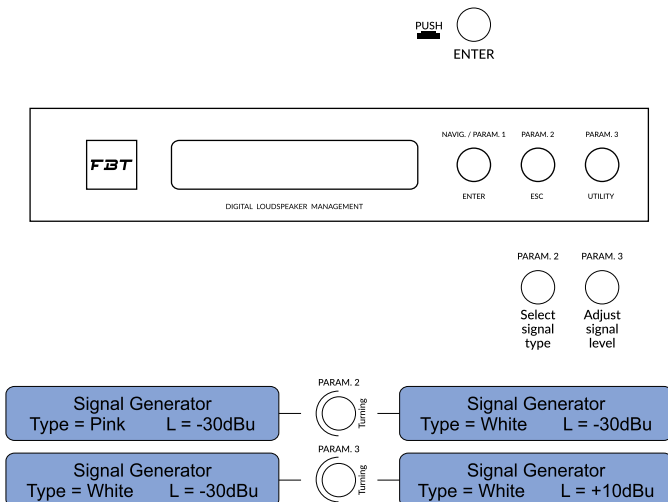 PUSH
ENTER
NAVIG. / PARAM. 1 PARAM. 2 PARAM. 3
FBT
ENTER ESC UTILITY
DIGITAL LOUDSPEAKER MANAGEMENT
PARAM. 2 PARAM. 3
Select signal type
Adjust signal level
PARAM. 2
Signal Generator
Type = Pink L = -30dBu
Turning
Signal Generator
Type = White L = -30dBu
PARAM. 3
Signal Generator
Type = White L = -30dBu
Turning
Signal Generator
Type = White L = +10dBu